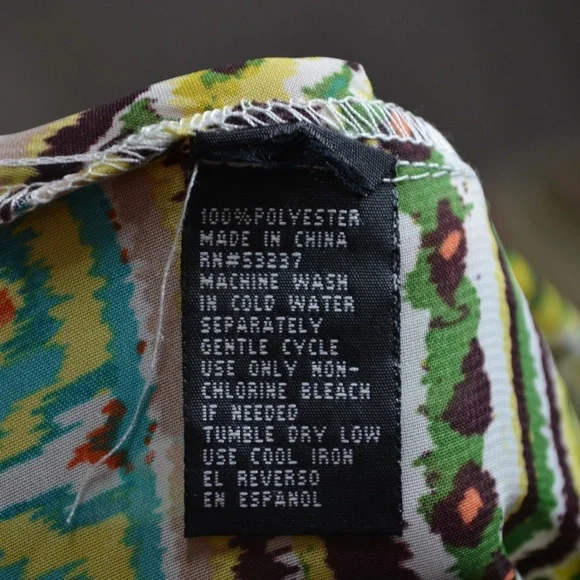 100%POLYESTER
MADE IN CHINA
RN#53237
MACHINE WASH
IN COLD WATER
SEPARATELY
GENTLE CYCLE
USE ONLY NON-
CHLORINE BLEACH
IF NEEDED
TUMBLE DRY LOW
USE COOL IRON
EL REVERSO
EN ESPANOL